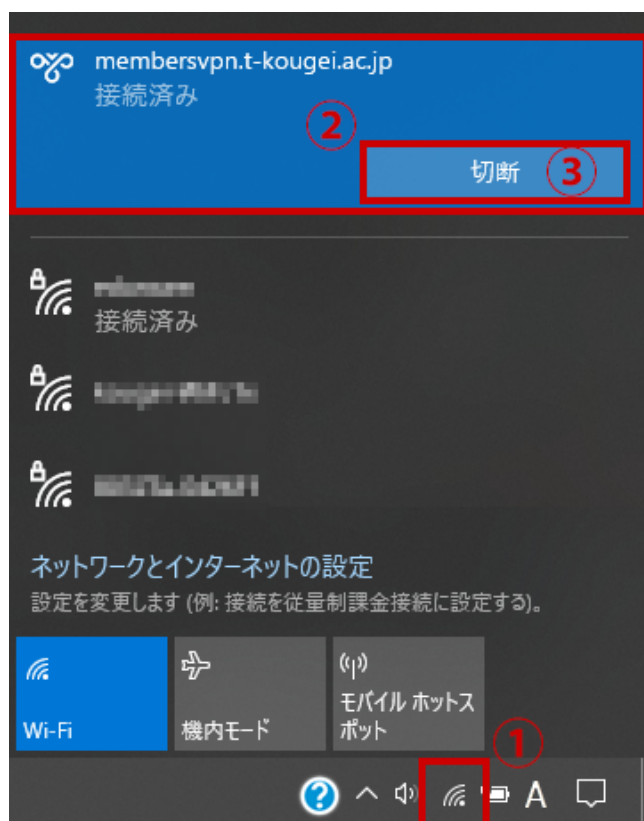 membersvpn.t-kougei.ac.jp
接続済み
②
切断 ③
接続済み
ネットワークとインターネットの設定
設定を変更します (例: 接続を従量制課金接続に設定する)。
Wi-Fi
機内モード
モバイル ホットス
ポット
①
? A